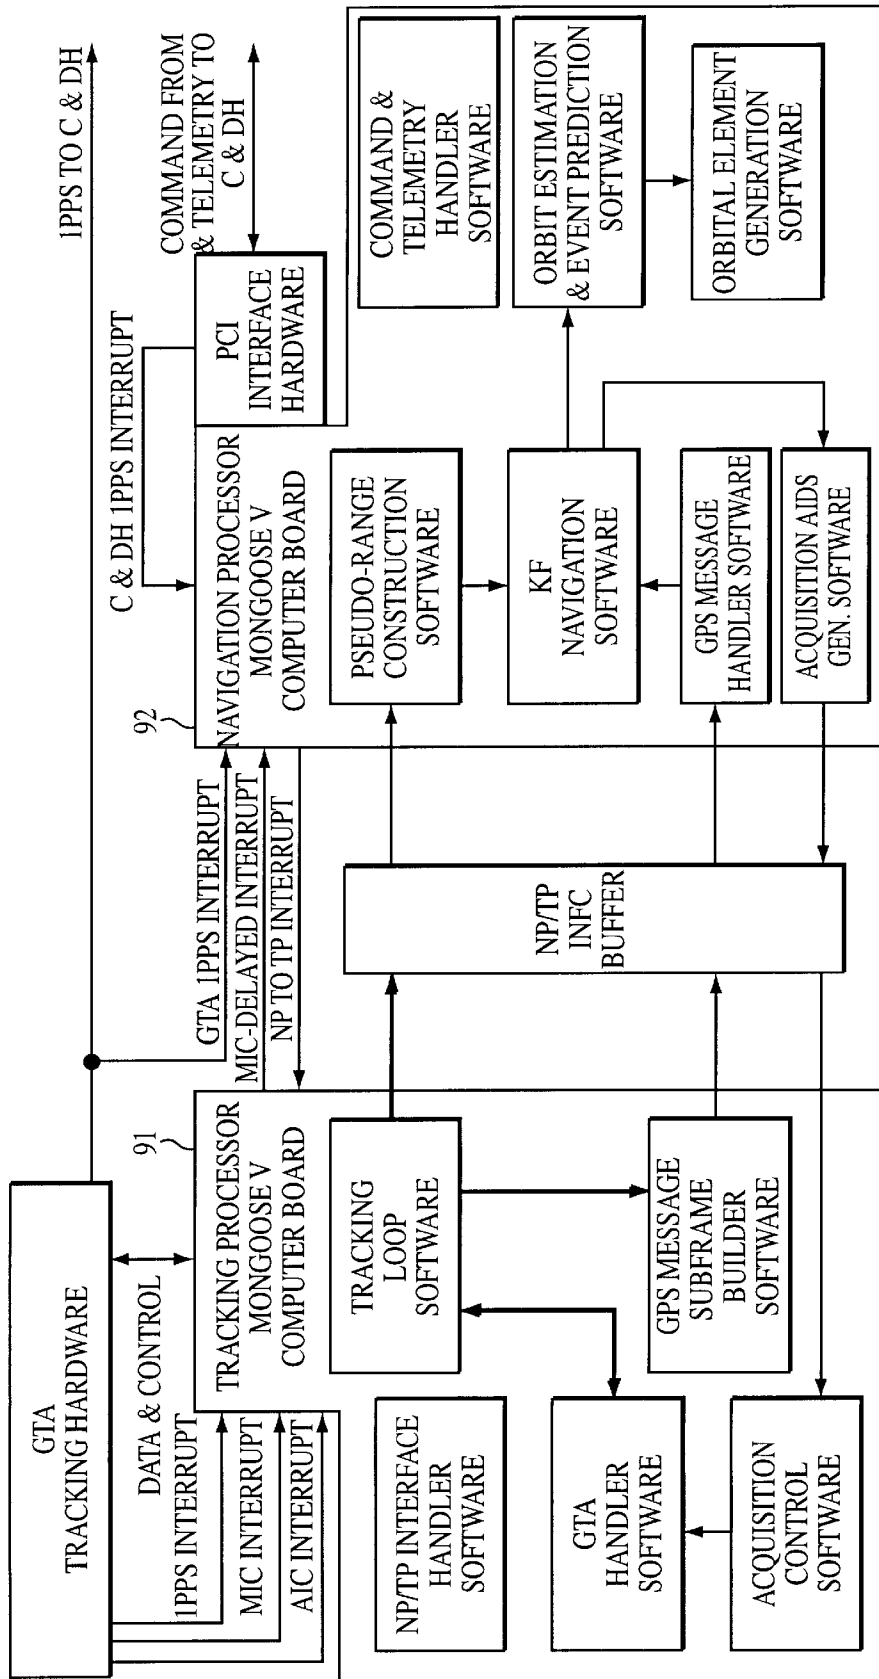 GTA
TRACKING HARDWARE
1PPS TO C & DH
DATA & CONTROL
1PPS INTERRUPT
MIC INTERRUPT
AIC INTERRUPT
91
TRACKING PROCESSOR
MONGOOSE V
COMPUTER BOARD
GTA 1PPS INTERRUPT
MIC-DELAYED INTERRUPT
NP TO TP INTERRUPT
92
NAVIGATION PROCESSOR
MONGOOSE V
COMPUTER BOARD
C & DH 1PPS INTERRUPT
PCI
INTERFACE
HARDWARE
COMMAND FROM
& TELEMETRY TO
C & DH
NP/TP INTERFACE
HANDLER
SOFTWARE
TRACKING
LOOP
SOFTWARE
GTA
HANDLER
SOFTWARE
GPS MESSAGE
SUBFRAME
BUILDER
SOFTWARE
ACQUISITION
CONTROL
SOFTWARE
NP/TP
INFC
BUFFER
PSEUDO-RANGE
CONSTRUCTION
SOFTWARE
KF
NAVIGATION
SOFTWARE
GPS MESSAGE
HANDLER SOFTWARE
ACQUISITION AIDS
GEN. SOFTWARE
COMMAND &
TELEMETRY
HANDLER
SOFTWARE
ORBIT ESTIMATION
& EVENT PREDICTION
SOFTWARE
ORBITAL ELEMENT
GENERATION
SOFTWARE